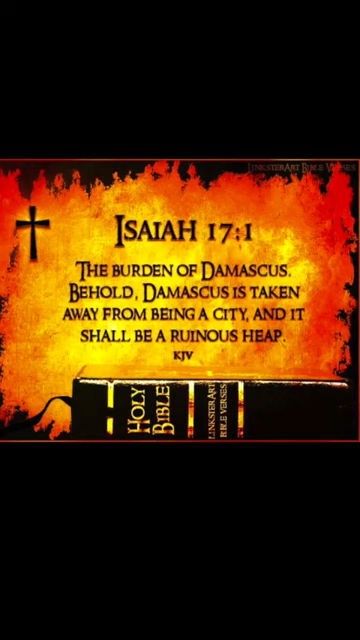 LINKSTERART BIBLE VERSES
ISAIAH 17:1
THE BURDEN OF DAMASCUS.
BEHOLD, DAMASCUS IS TAKEN
AWAY FROM BEING A CITY, AND IT
SHALL BE A RUINOUS HEAP.
KJV
HOLY
BIBLE
LINKSTERART
BIBLE VERSES